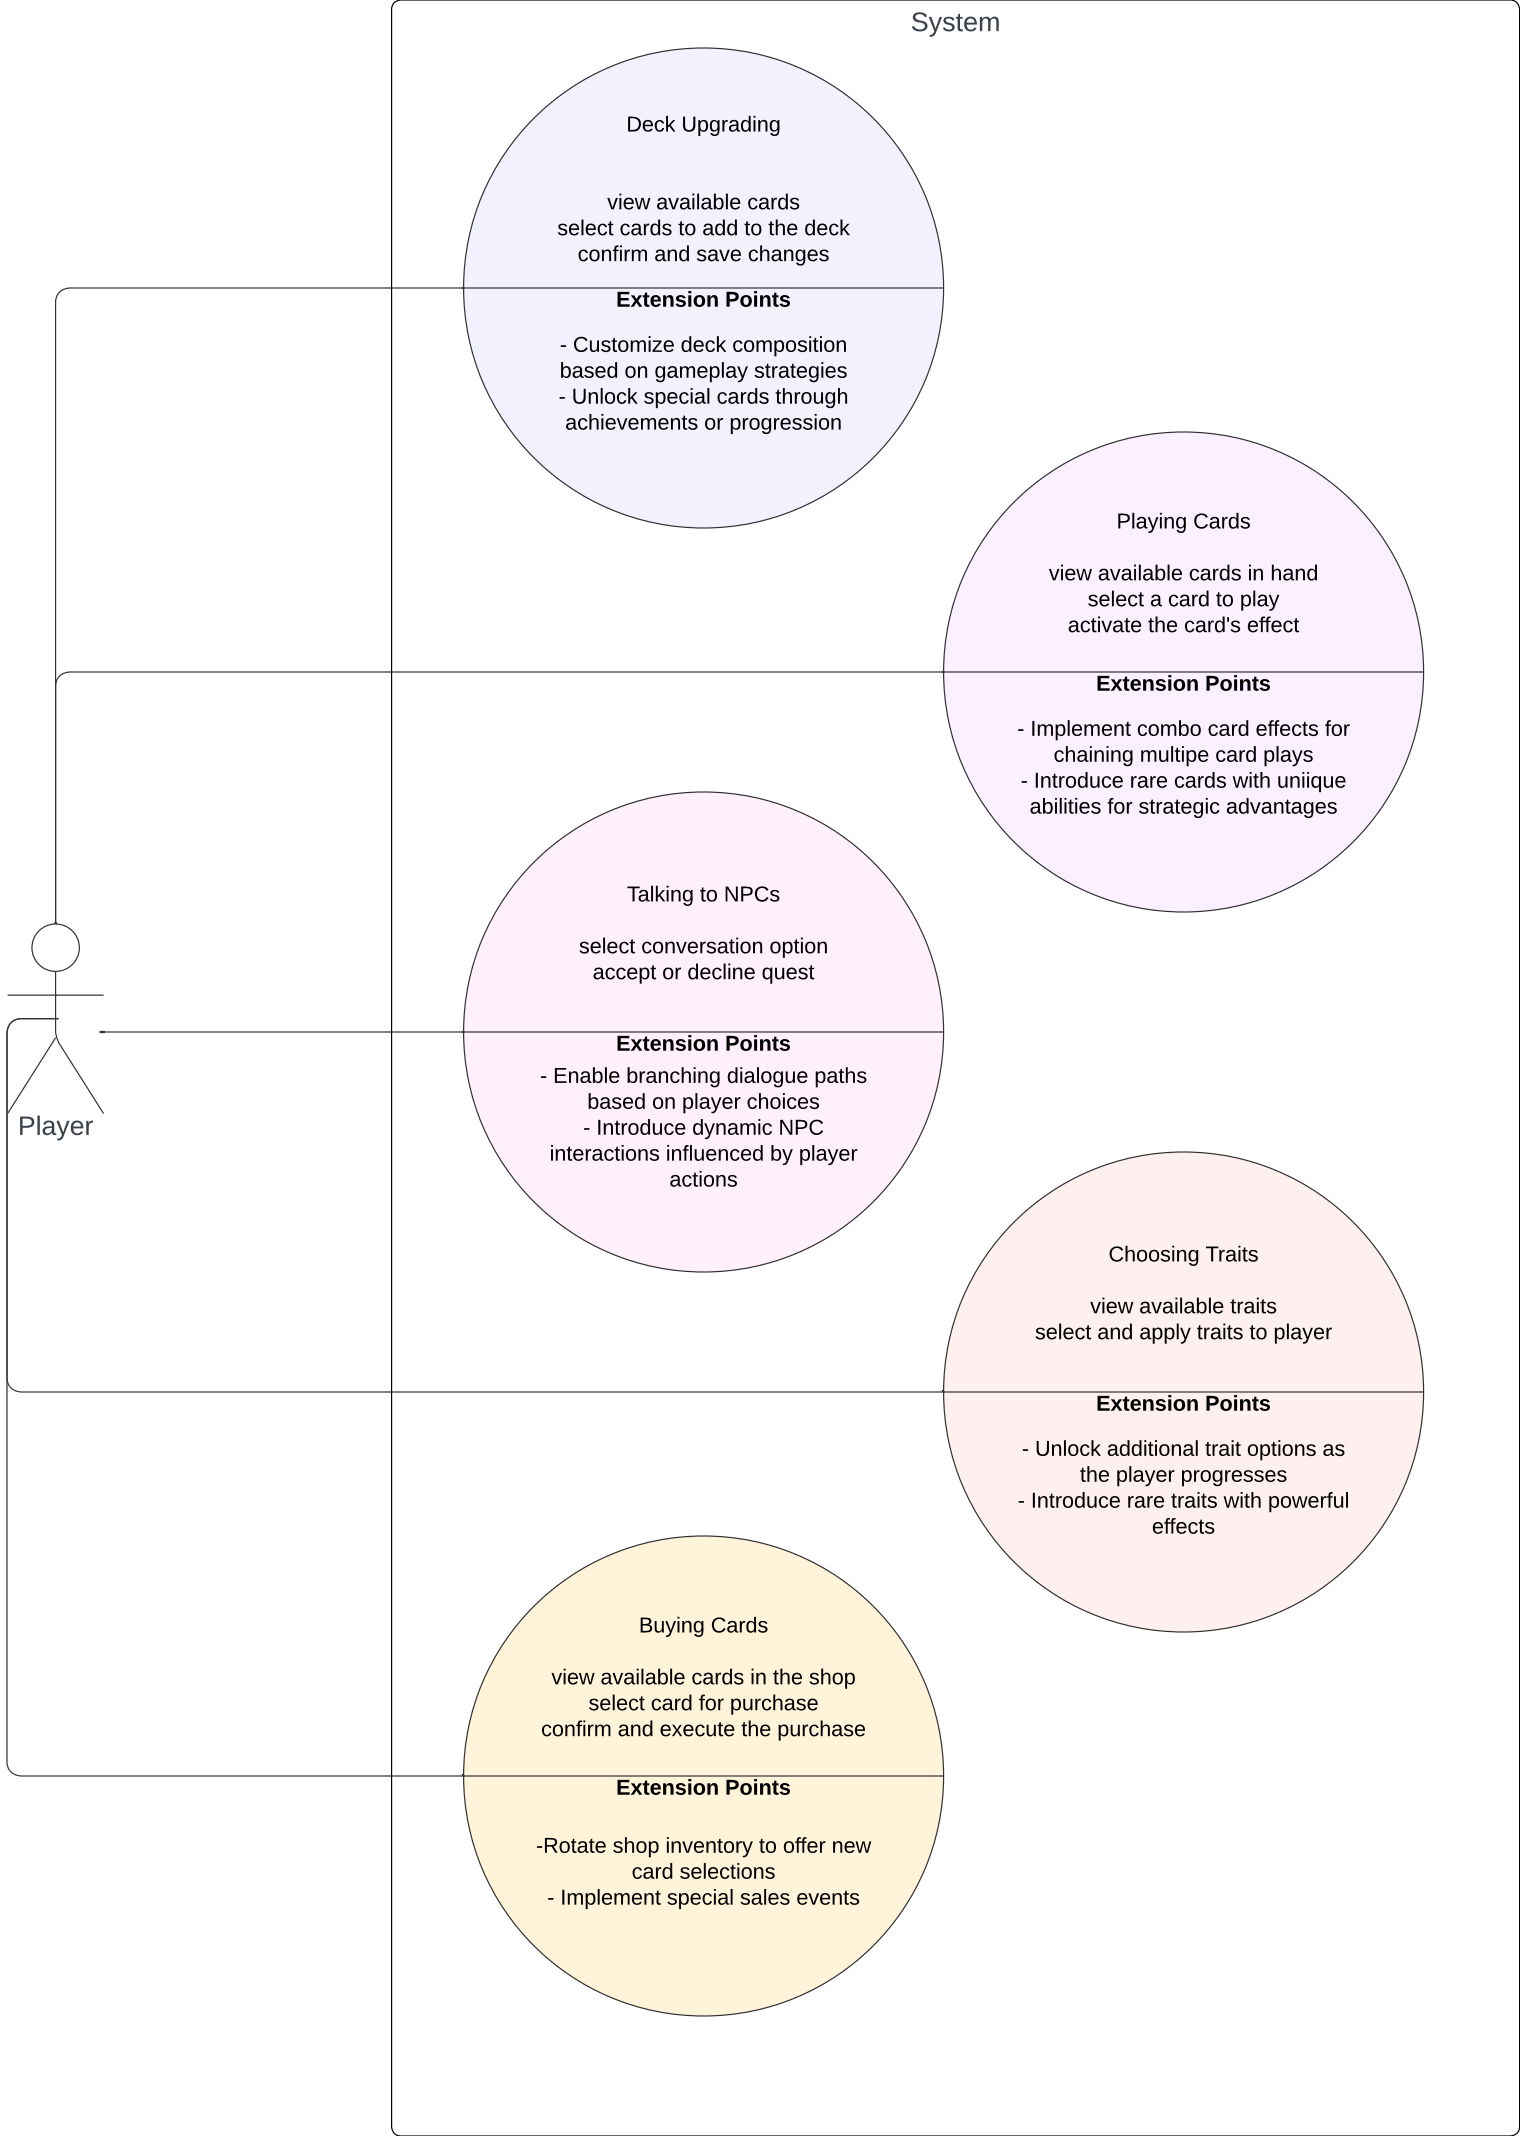 System
Deck Upgrading
view available cards
select cards to add to the deck
confirm and save changes
Extension Points
- Customize deck composition
based on gameplay strategies
- Unlock special cards through
achievements or progression
Playing Cards
view available cards in hand
select a card to play
activate the card's effect
Extension Points
- Implement combo card effects for
chaining multipe card plays
- Introduce rare cards with uniique
abilities for strategic advantages
Talking to NPCs
select conversation option
accept or decline quest
Extension Points
- Enable branching dialogue paths
based on player choices
- Introduce dynamic NPC
interactions influenced by player
actions
Player
Choosing Traits
view available traits
select and apply traits to player
Extension Points
- Unlock additional trait options as
the player progresses
- Introduce rare traits with powerful
effects
Buying Cards
view available cards in the shop
select card for purchase
confirm and execute the purchase
Extension Points
-Rotate shop inventory to offer new
card selections
- Implement special sales events